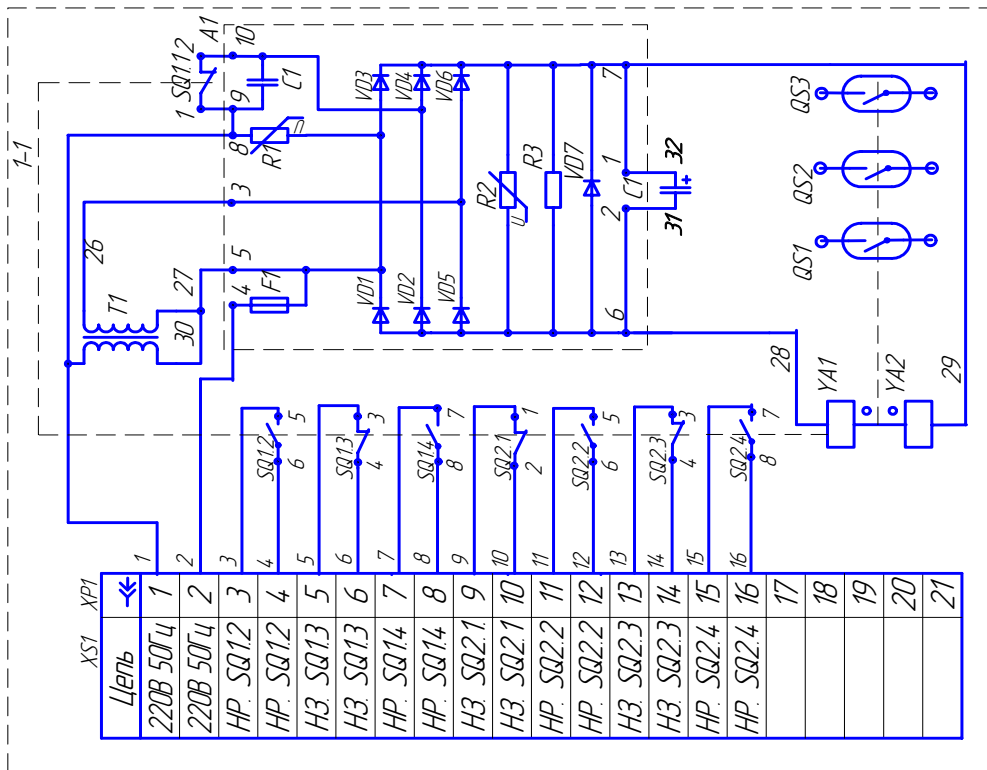 XS1 XP1
Цепь
220В 50Гц 1 1
220В 50Гц 2 2
НР. SQ1.2 3 3
НР. SQ1.2 4 4
НЗ. SQ1.3 5 5
НЗ. SQ1.3 6 6
НР. SQ1.4 7 7
НР. SQ1.4 8 8
НЗ. SQ2.1. 9 9
НЗ. SQ2.1 10 10
НР. SQ2.2 11 11
НР. SQ2.2 12 12
НЗ. SQ2.3 13 13
НЗ. SQ2.3 14 14
НР. SQ2.4 15 15
НР. SQ2.4 16 16
17
18
19
20
21
6 SQ1.2 5
4 SQ1.3 3
8 SQ1.4 7
2 SQ2.1 1
6 SQ2.2 5
4 SQ2.3 3
8 SQ2.4 7
1-1
26
T1
30 27
4 5
F1
3
8
R1
п
1 SQ1.1 2
A1
9 10
C1
VD1 VD3
VD2 VD4
VD5 VD6
R2
U
R3
VD7
6 2 1 7
C1
31 + 32
28
YA1
YA2
29
QS1 QS2 QS3